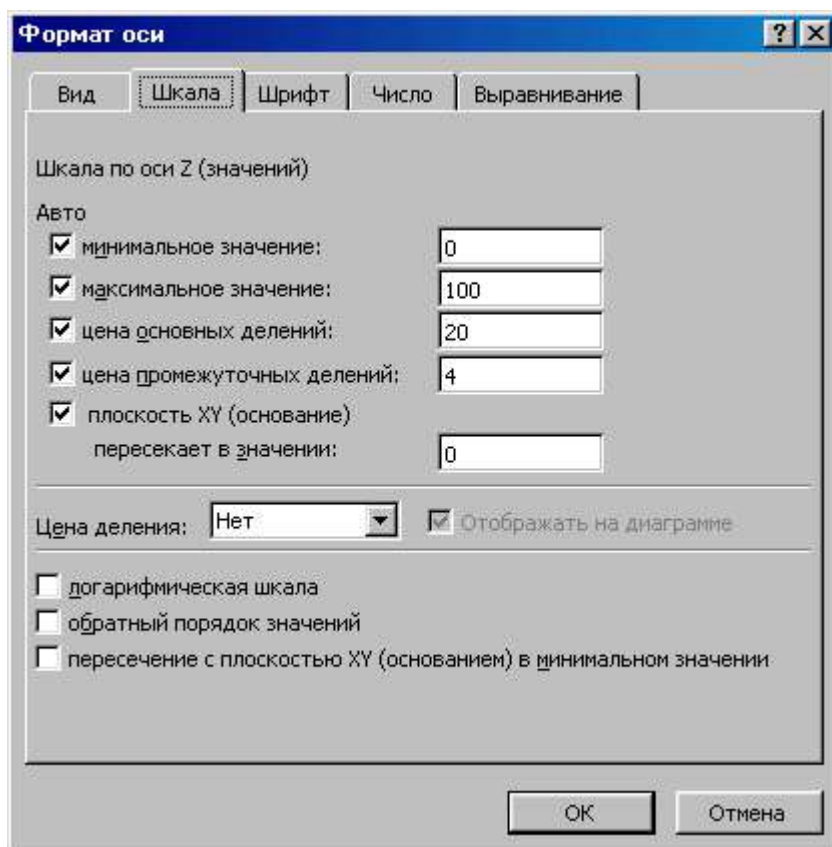 Формат оси
Вид Шкала Шрифт Число Выравнивание
Шкала по оси Z (значений)
Авто
минимальное значение: 0
максимальное значение: 100
цена основных делений: 20
цена промежуточных делений: 4
плоскость XY (основание)
пересекает в значении: 0
Цена деления: Нет Отображать на диаграмме
логарифмическая шкала
обратный порядок значений
пересечение с плоскостью XY (основанием) в минимальном значении
OK Отмена